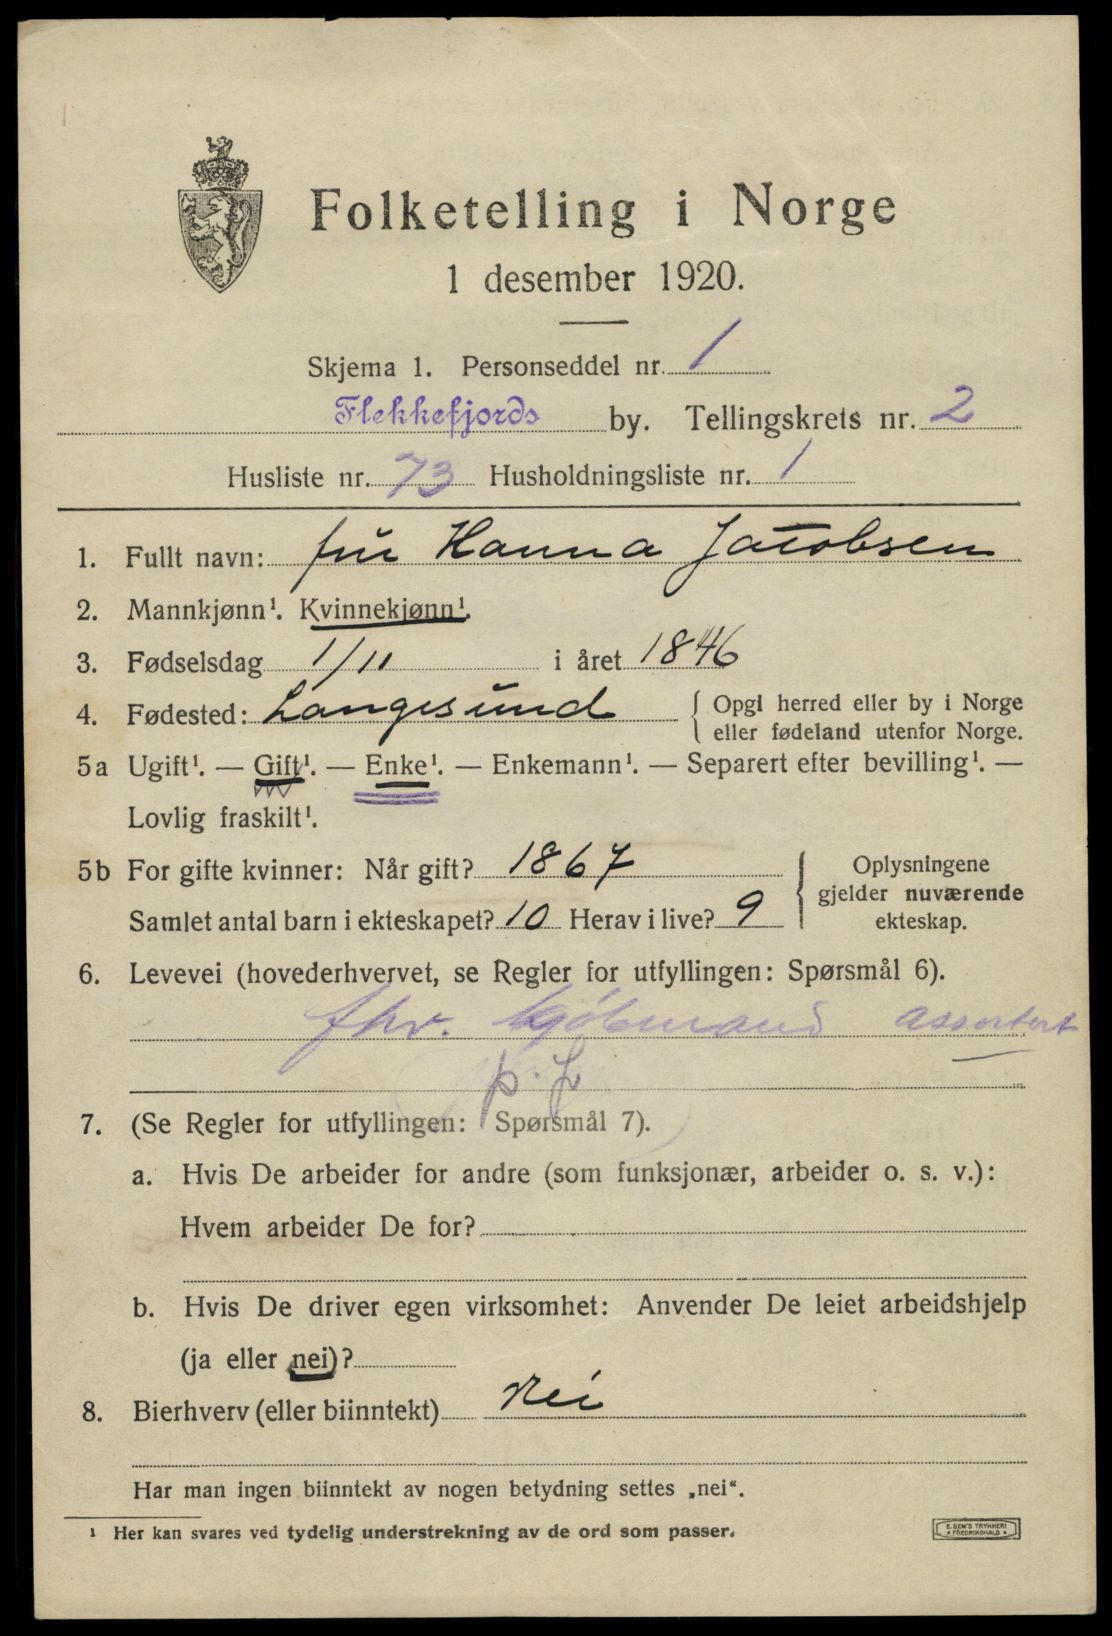 Folketelling i Norge
1 desember 1920.
Skjema 1. Personseddel nr. 1
Flekkefjords by. Tellingskrets nr. 2
Husliste nr. 73 Husholdningsliste nr. 1
1. Fullt navn: fru Hanna Jacobsen
2. Mannkjønn¹. Kvinnekjønn¹.
3. Fødselsdag 1/11 i året 1846
4. Fødested: Langesund { Opgi herred eller by i Norge
eller fødeland utenfor Norge.
5a Ugift¹. — Gift¹. — Enke¹. — Enkemann¹. — Separert efter bevilling¹. —
Lovlig fraskilt¹.
5b For gifte kvinner: Når gift? 1867
Samlet antal barn i ekteskapet? 10 Herav i live? 9
{ Oplysningene
gjelder nuværende
ekteskap.
6. Levevei (hovederhvervet, se Regler for utfyllingen: Spørsmål 6).
fhv. kjöbmand assortert
p. f
7. (Se Regler for utfyllingen: Spørsmål 7).
a. Hvis De arbeider for andre (som funksjonær, arbeider o. s. v.):
Hvem arbeider De for?
b. Hvis De driver egen virksomhet: Anvender De leiet arbeidshjelp
(ja eller nei)?
8. Bierhverv (eller biinntekt) Nei
Har man ingen biinntekt av nogen betydning settes „nei“.
¹ Her kan svares ved tydelig understrekning av de ord som passer.
E. SEM'S TRYKKERI
FREDRIKSHALD